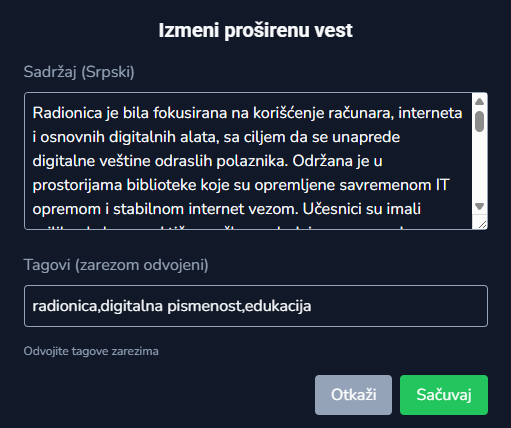 Izmeni proširenu vest
Sadržaj (Srpski)
Radionica je bila fokusirana na korišćenje računara, interneta
i osnovnih digitalnih alata, sa ciljem da se unaprede
digitalne veštine odraslih polaznika. Održana je u
prostorijama biblioteke koje su opremljene savremenom IT
opremom i stabilnom internet vezom. Učesnici su imali
Tagovi (zarezom odvojeni)
radionica,digitalna pismenost,edukacija
Odvojite tagove zarezima
Otkaži
Sačuvaj